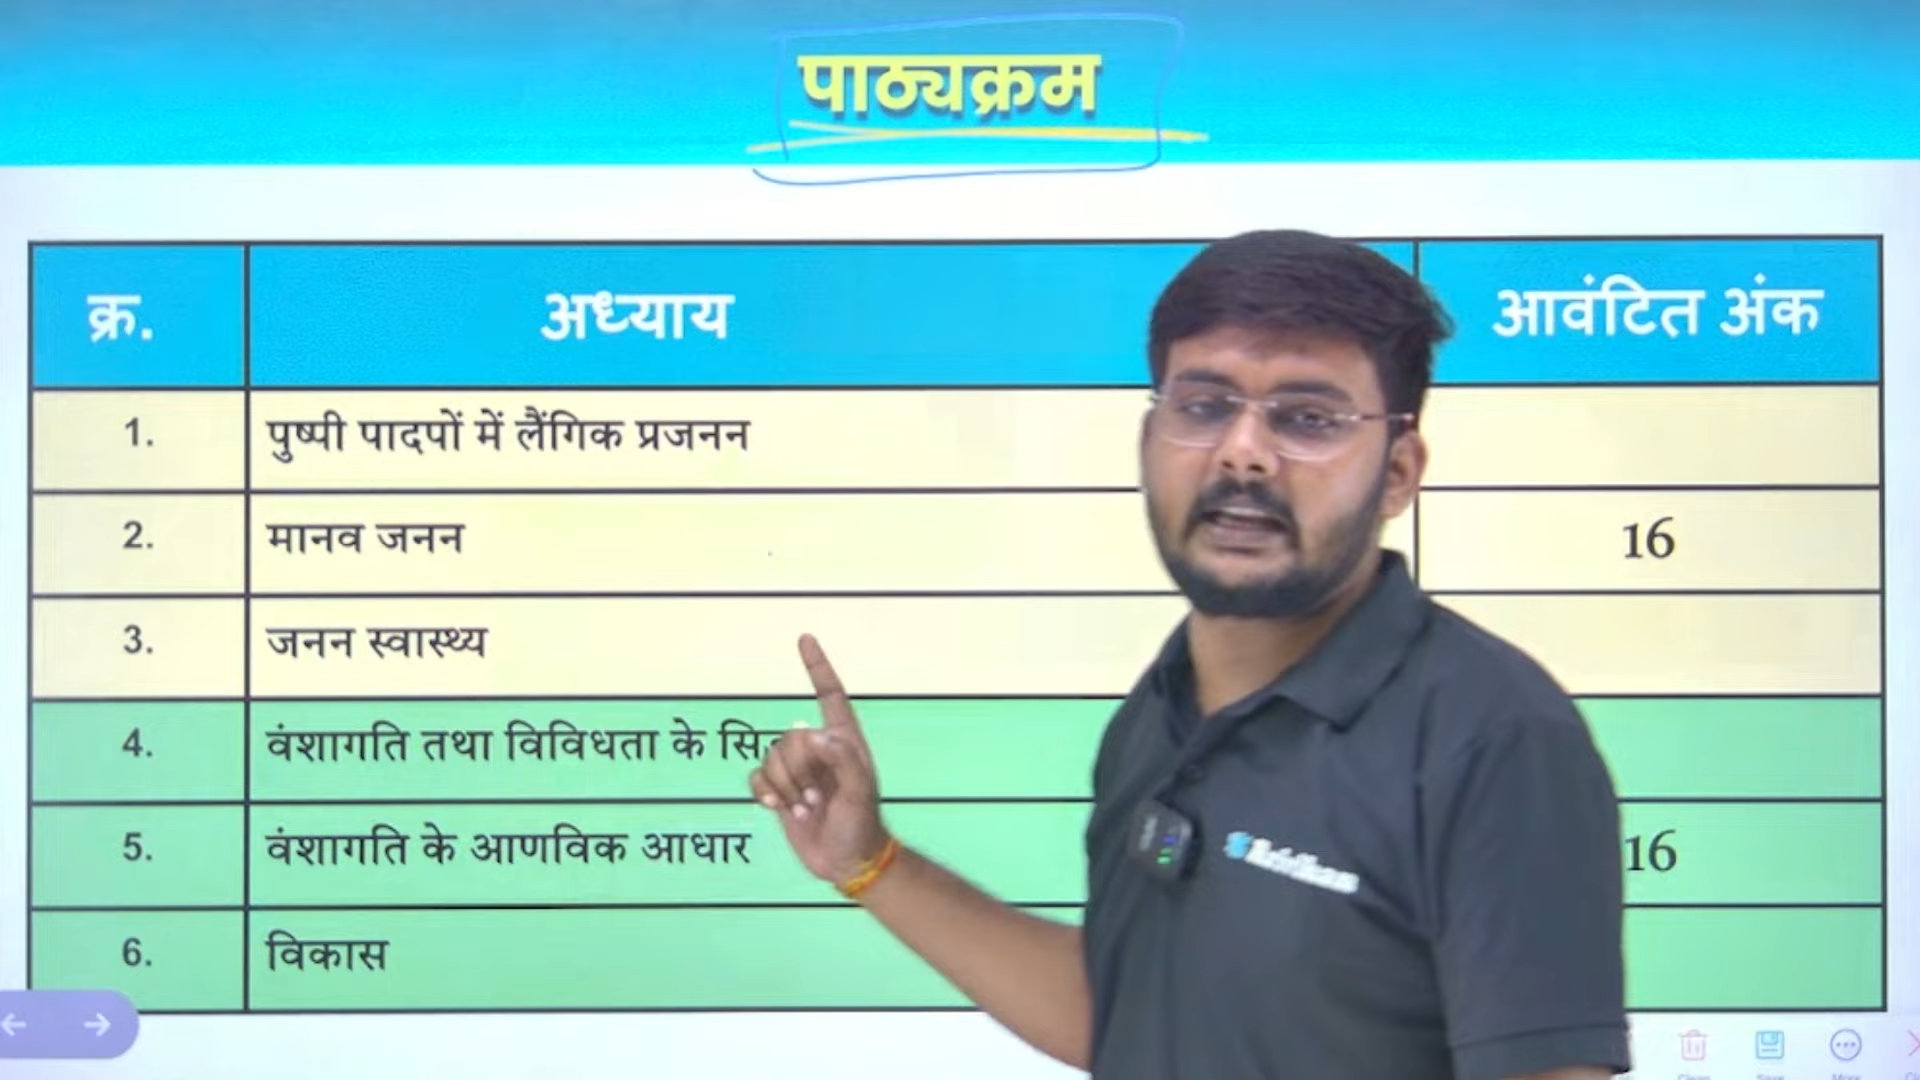 पाठ्यक्रम
क्र. अध्याय आवंटित अंक
1. पुष्पी पादपों में लैंगिक प्रजनन
2. मानव जनन 16
3. जनन स्वास्थ्य
4. वंशागति तथा विविधता के
5. वंशागति के आणविक आधार 16
6. विकास